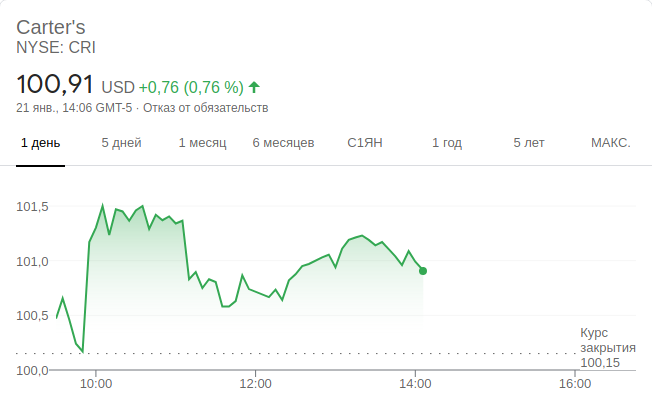 Carter's
NYSE: CRI
100,91 USD +0,76 (0,76 %)
21 янв., 14:06 GMT-5 · Отказ от обязательств
1 день 5 дней 1 месяц 6 месяцев С1ЯН 1 год 5 лет МАКС.
101,5
101,0
100,5
100,0
Курс
закрытия
100,15
10:00 12:00 14:00 16:00